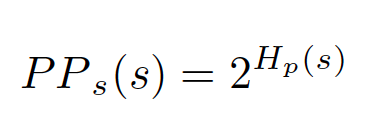 $PP_s(s) = 2^{H_p(s)}$